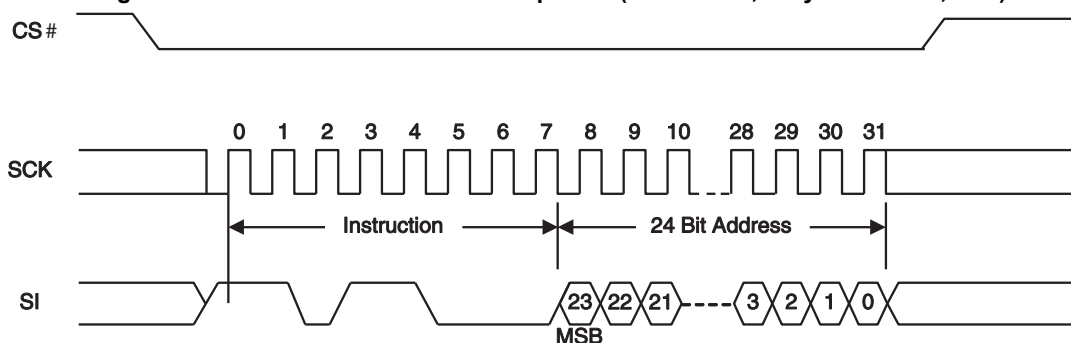 CS #
0 1 2 3 4 5 6 7 8 9 10 28 29 30 31
SCK
Instruction
24 Bit Address
SI
23 22 21 3 2 1 0
MSB